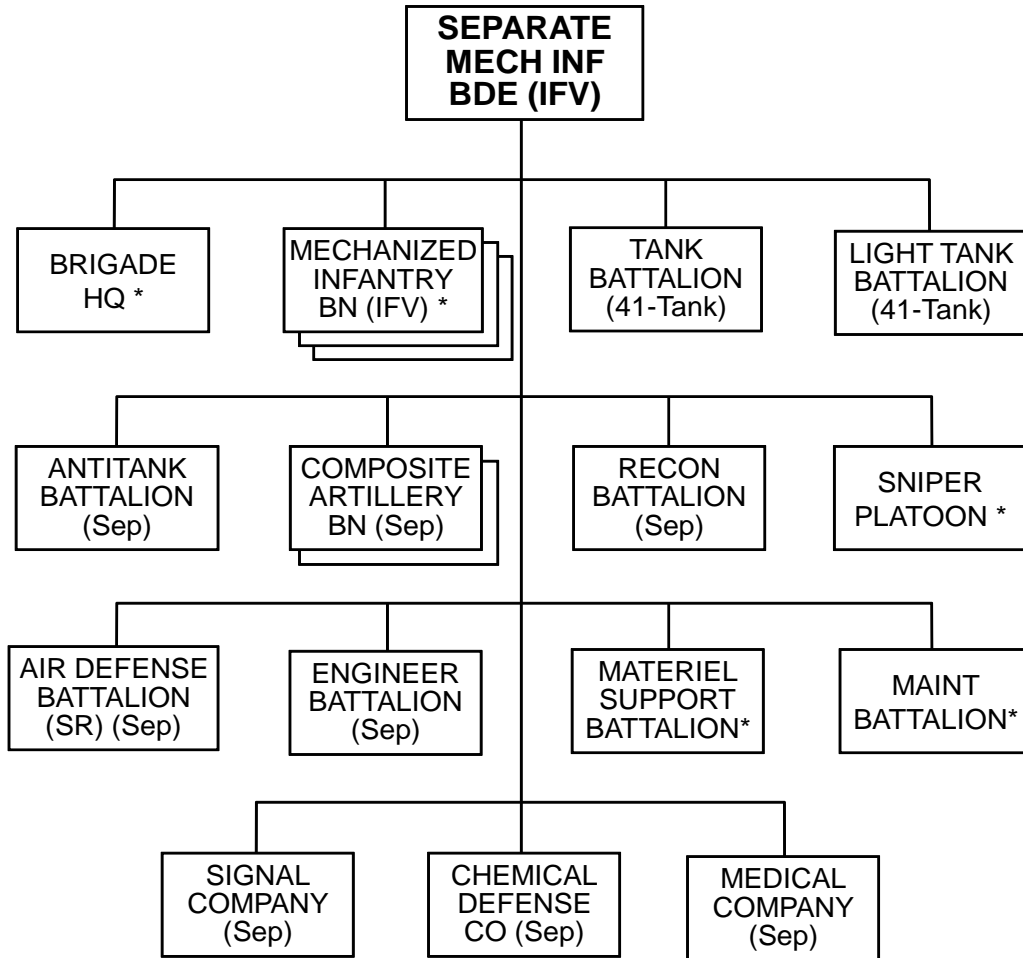 SEPARATE
MECH INF
BDE (IFV)
BRIGADE
HQ *
MECHANIZED
INFANTRY
BN (IFV) *
TANK
BATTALION
(41-Tank)
LIGHT TANK
BATTALION
(41-Tank)
ANTITANK
BATTALION
(Sep)
COMPOSITE
ARTILLERY
BN (Sep)
RECON
BATTALION
(Sep)
SNIPER
PLATOON *
AIR DEFENSE
BATTALION
(SR) (Sep)
ENGINEER
BATTALION
(Sep)
MATERIEL
SUPPORT
BATTALION*
MAINT
BATTALION*
SIGNAL
COMPANY
(Sep)
CHEMICAL
DEFENSE
CO (Sep)
MEDICAL
COMPANY
(Sep)